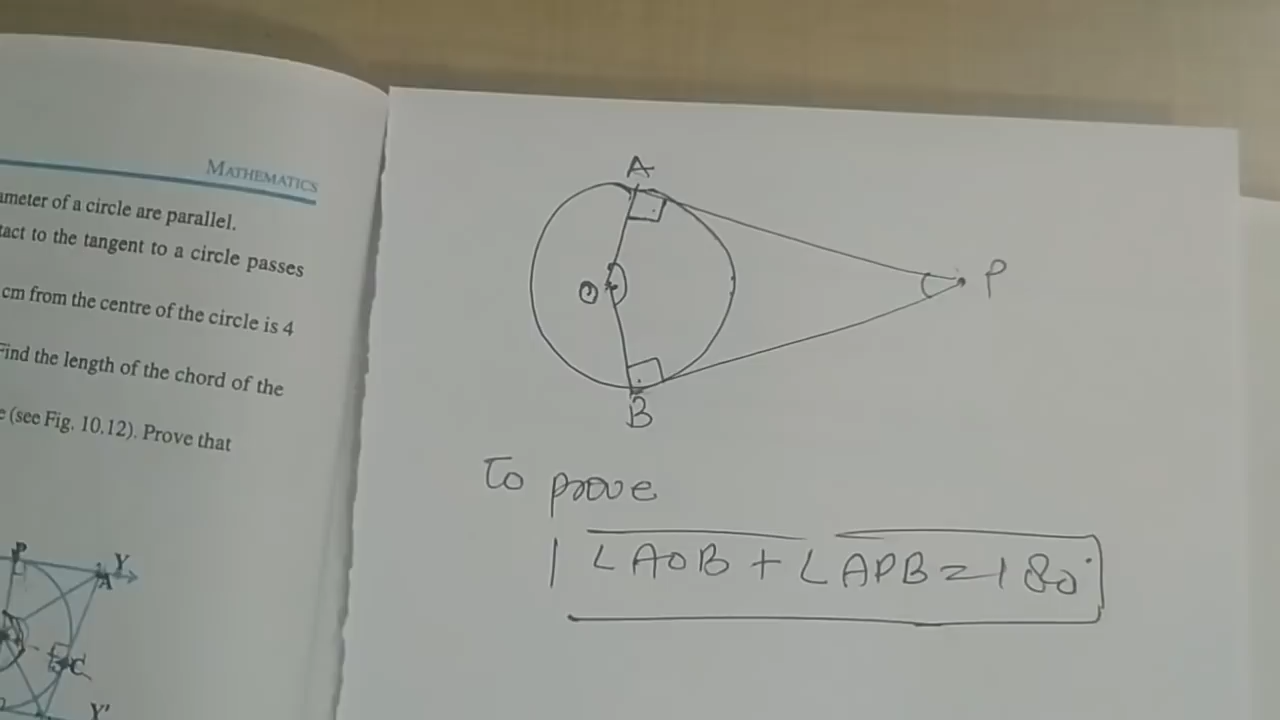 MATHEMATICS
ameter of a circle are parallel.
tact to the tangent to a circle passes
cm from the centre of the circle is 4
Find the length of the chord of the
e (see Fig. 10.12). Prove that
P
Y
A
C
Y'
A
O
P
B
To prove
∠AOB + ∠APB = 180°